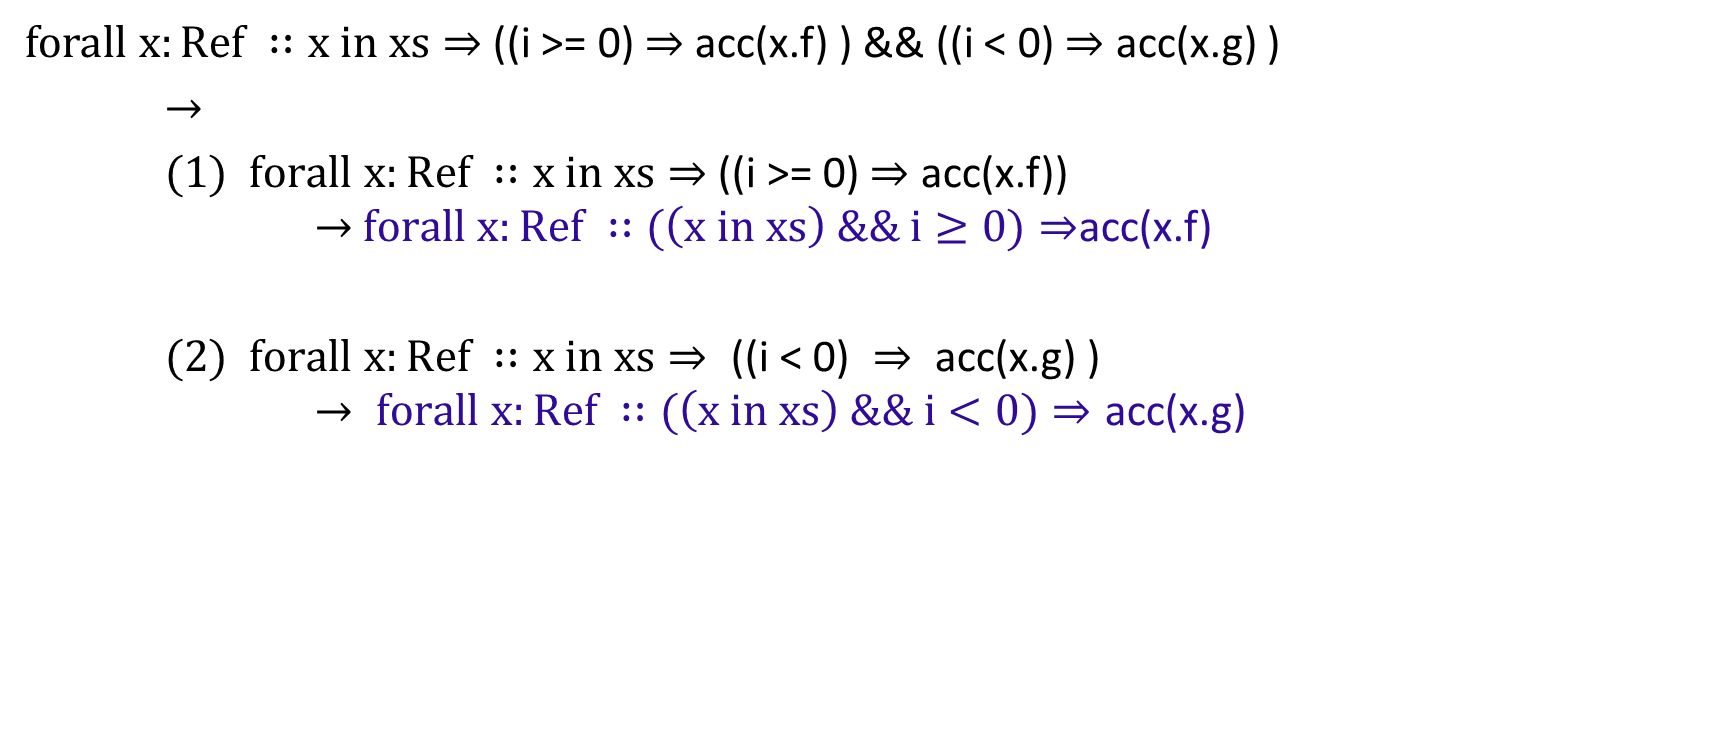 forall x: Ref :: x in xs ⇒ ((i >= 0) ⇒ acc(x.f) ) && ((i < 0) ⇒ acc(x.g) )
→
(1) forall x: Ref :: x in xs ⇒ ((i >= 0) ⇒ acc(x.f))
→ forall x: Ref :: ((x in xs) && i ≥ 0) ⇒acc(x.f)
(2) forall x: Ref :: x in xs ⇒ ((i < 0) ⇒ acc(x.g) )
→ forall x: Ref :: ((x in xs) && i < 0) ⇒ acc(x.g)